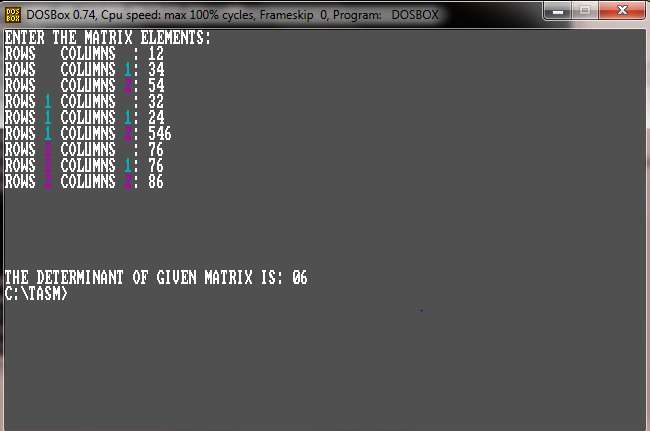 DOS BOX DOSBox 0.74, Cpu speed: max 100% cycles, Frameskip 0, Program: DOSBOX
ENTER THE MATRIX ELEMENTS:
ROWS COLUMNS : 12
ROWS COLUMNS 1: 34
ROWS COLUMNS 2: 54
ROWS 1 COLUMNS : 32
ROWS 1 COLUMNS 1: 24
ROWS 1 COLUMNS 2: 546
ROWS 2 COLUMNS : 76
ROWS 2 COLUMNS 1: 76
ROWS 2 COLUMNS 2: 86
THE DETERMINANT OF GIVEN MATRIX IS: 06
C:\TASM>